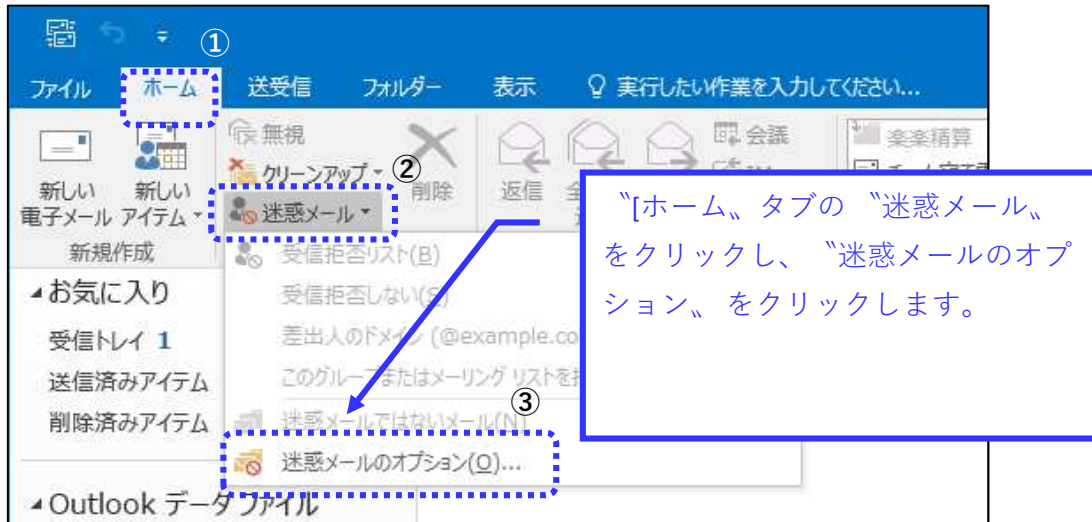 ①
ファイル ホーム 送受信 フォルダー 表示 実行したい作業を入力してください...
無視
クリーンアップ
②
迷惑メール
削除
返信
会議
楽楽精算
新しい 電子メール
新しい アイテム
新規作成
〝[ホーム〟タブの 〝迷惑メール〟
をクリックし、 〝迷惑メールのオプ
ション〟 をクリックします。
受信拒否リスト(B)
受信拒否しない(S)
差出人のドメイン (@example.co
このグループまたはメーリング リストを
③
迷惑メールではないメール(N)
迷惑メールのオプション(O)...
お気に入り
受信トレイ 1
送信済みアイテム
削除済みアイテム
Outlook データ ファイル